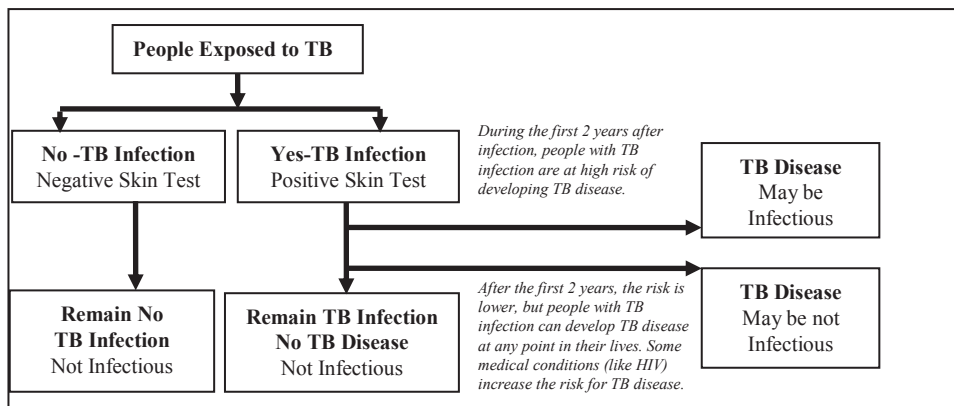 People Exposed to TB
No -TB Infection
Negative Skin Test
Yes-TB Infection
Positive Skin Test
During the first 2 years after
infection, people with TB
infection are at high risk of
developing TB disease.
TB Disease
May be
Infectious
Remain No
TB Infection
Not Infectious
Remain TB Infection
No TB Disease
Not Infectious
After the first 2 years, the risk is
lower, but people with TB
infection can develop TB disease
at any point in their lives. Some
medical conditions (like HIV)
increase the risk for TB disease.
TB Disease
May be not
Infectious